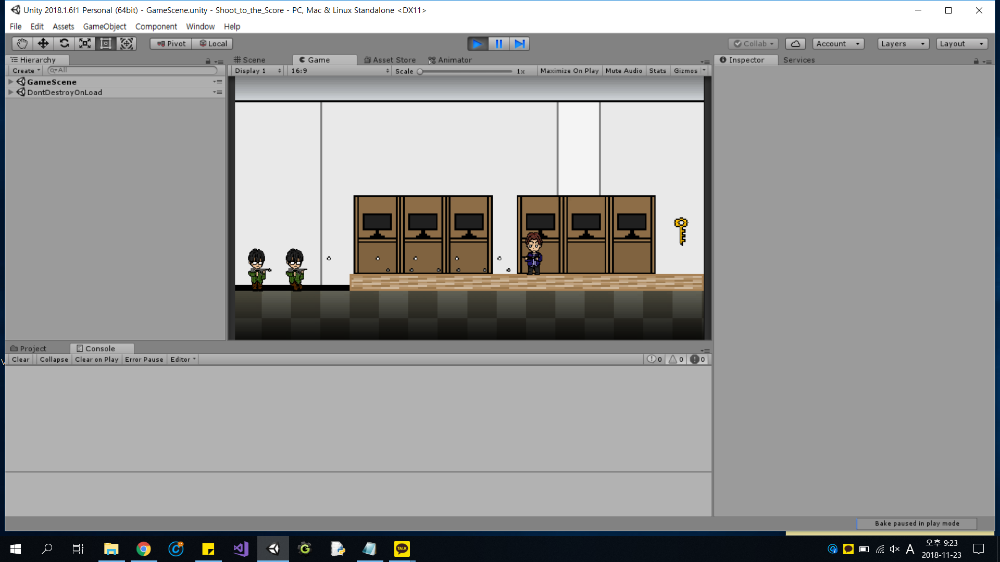 Unity 2018.1.6f1 Personal (64bit) - GameScene.unity - Shoot_to_the_Score - PC, Mac & Linux Standalone <DX11>
File Edit Assets GameObject Component Window Help
Pivot Local Collab Account Layers Layout
Hierarchy Scene Game Asset Store Animator Inspector Services
Create All Display 1 16:9 Scale 1x Maximize On Play Mute Audio Stats Gizmos
GameScene
DontDestroyOnLoad
Project Console
Clear Collapse Clear on Play Error Pause Editor 0 0 0
Bake paused in play mode
TALK A 오후 9:23
2018-11-23